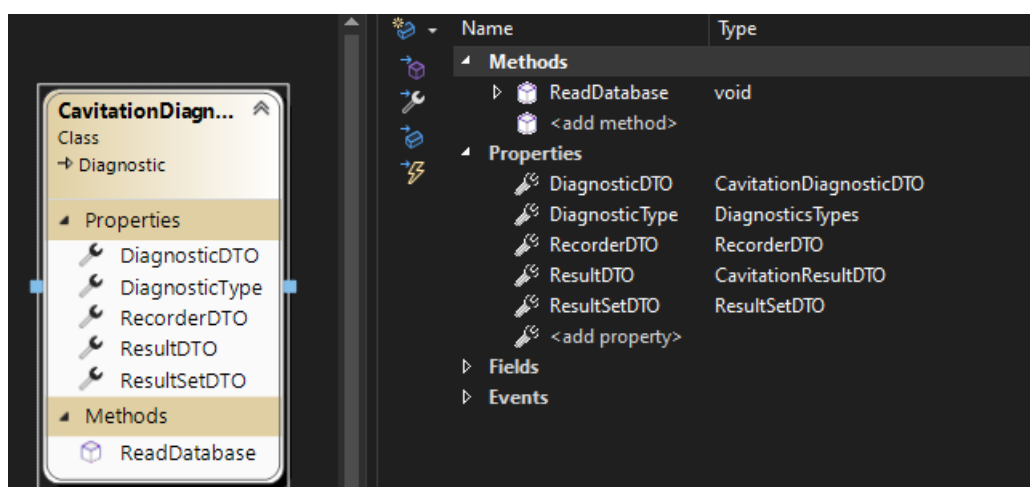 CavitationDiagn...
Class
Diagnostic
Properties
DiagnosticDTO
DiagnosticType
RecorderDTO
ResultDTO
ResultSetDTO
Methods
ReadDatabase
Name Type
Methods
ReadDatabase void
<add method>
Properties
DiagnosticDTO CavitationDiagnosticDTO
DiagnosticType DiagnosticsTypes
RecorderDTO RecorderDTO
ResultDTO CavitationResultDTO
ResultSetDTO ResultSetDTO
<add property>
Fields
Events